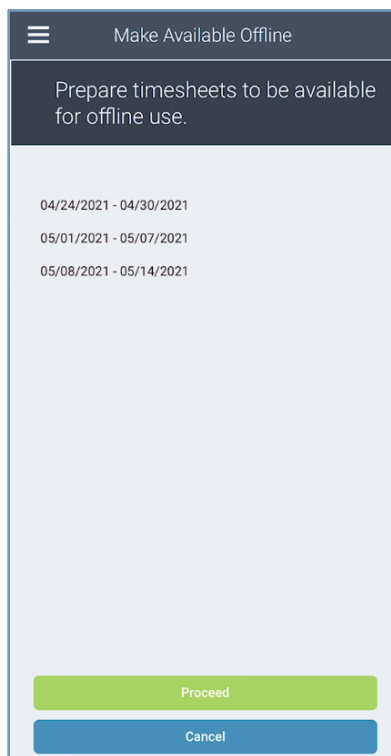 Make Available Offline
Prepare timesheets to be available
for offline use.
04/24/2021 - 04/30/2021
05/01/2021 - 05/07/2021
05/08/2021 - 05/14/2021
Proceed
Cancel